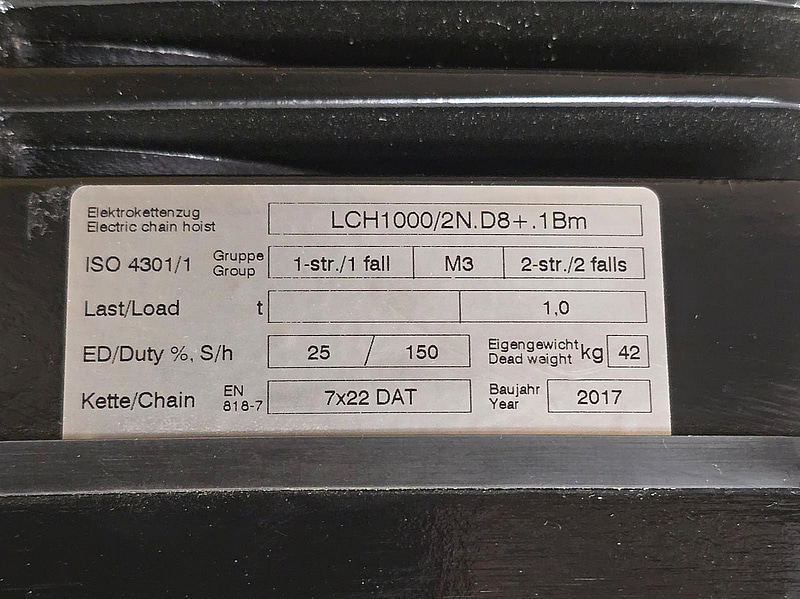 Elektrokettenzug
Electric chain hoist
LCH1000/2N.D8+.1Bm
ISO 4301/1 Gruppe Group 1-str./1 fall M3 2-str./2 falls
Last/Load t 1,0
ED/Duty %, S/h 25 / 150 Eigengewicht Dead weight kg 42
Kette/Chain EN 818-7 7x22 DAT Baujahr Year 2017